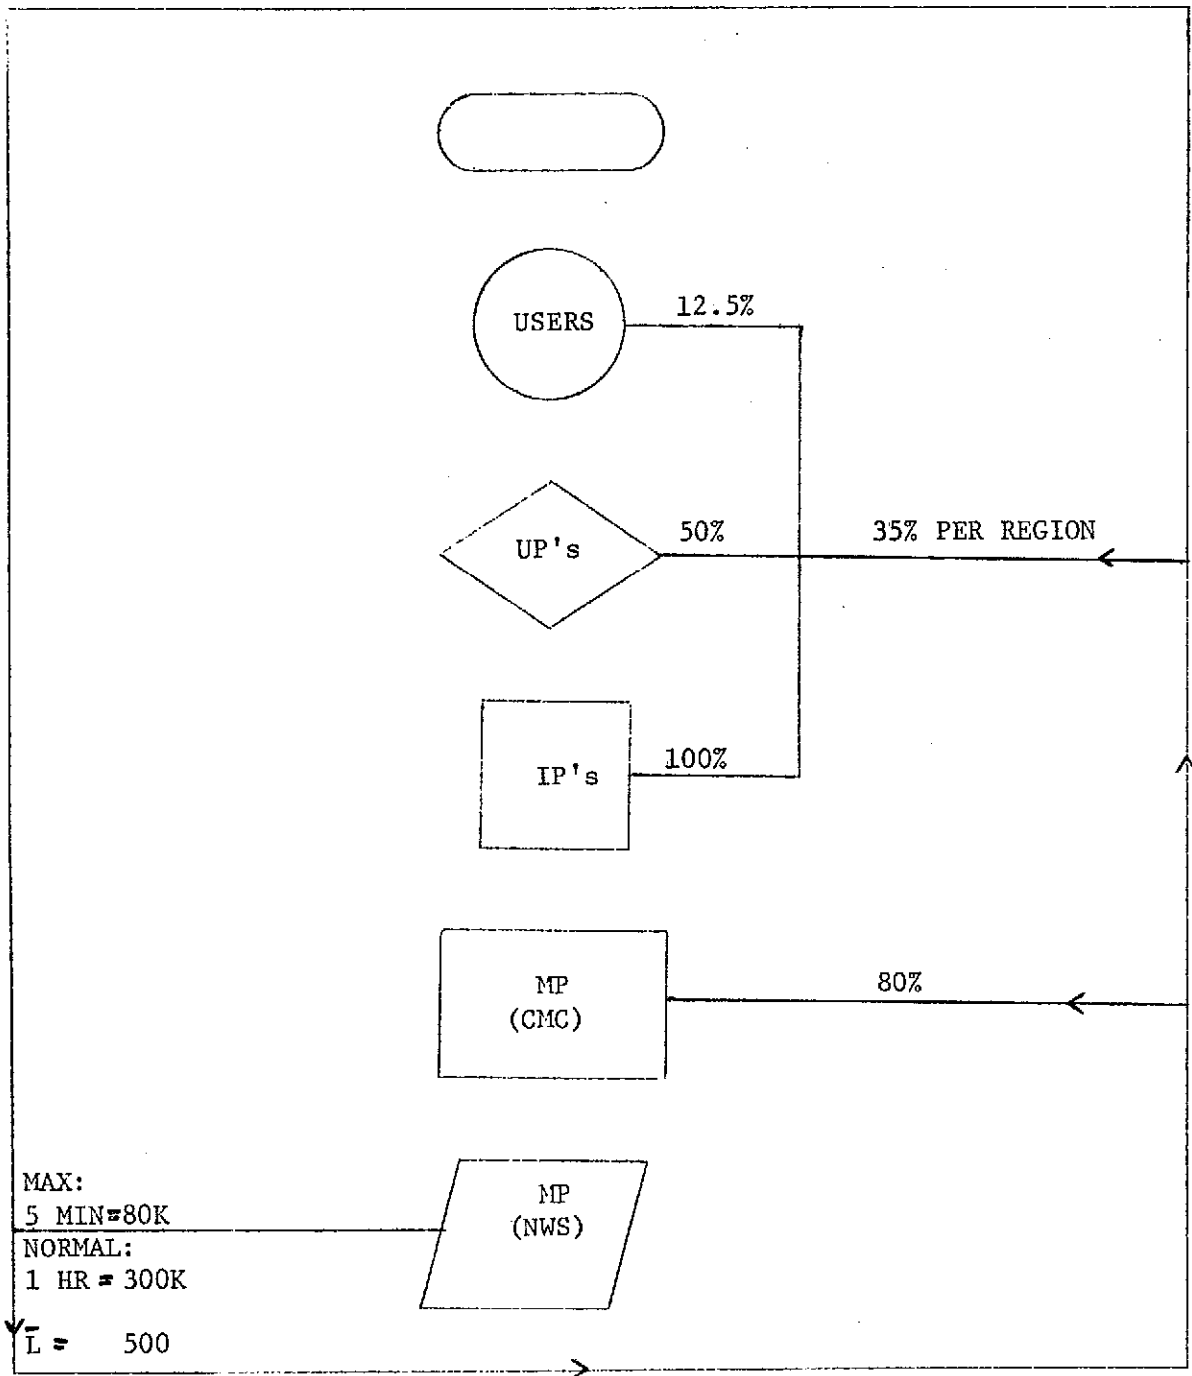 USERS
12.5%
UP's
50%
35% PER REGION
IP's
100%
MP
(CMC)
80%
MP
(NWS)
MAX:
5 MIN=80K
NORMAL:
1 HR = 300K
L̅ = 500